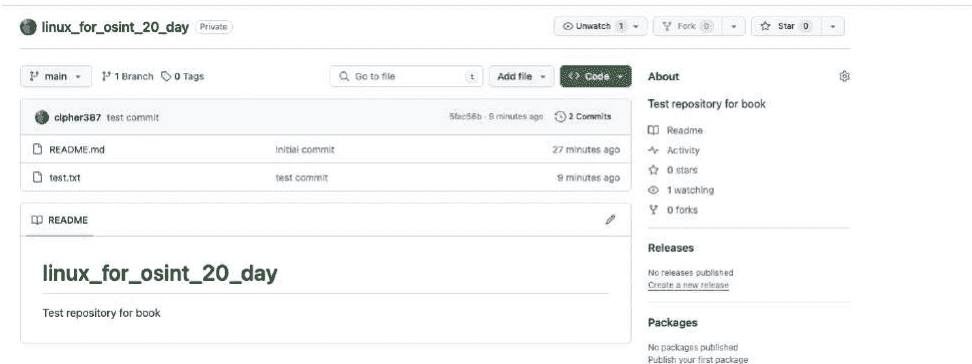 linux_for_osint_20_day Private
Unwatch 1 Fork 0 Star 0
main 1 Branch 0 Tags Go to file t Add file Code
cipher387 test commit 5fac56b · 9 minutes ago 2 Commits
README.md Initial commit 27 minutes ago
test.txt test commit 9 minutes ago
README
linux_for_osint_20_day
Test repository for book
About
Test repository for book
Readme
Activity
0 stars
1 watching
0 forks
Releases
No releases published
Create a new release
Packages
No packages published
Publish your first package